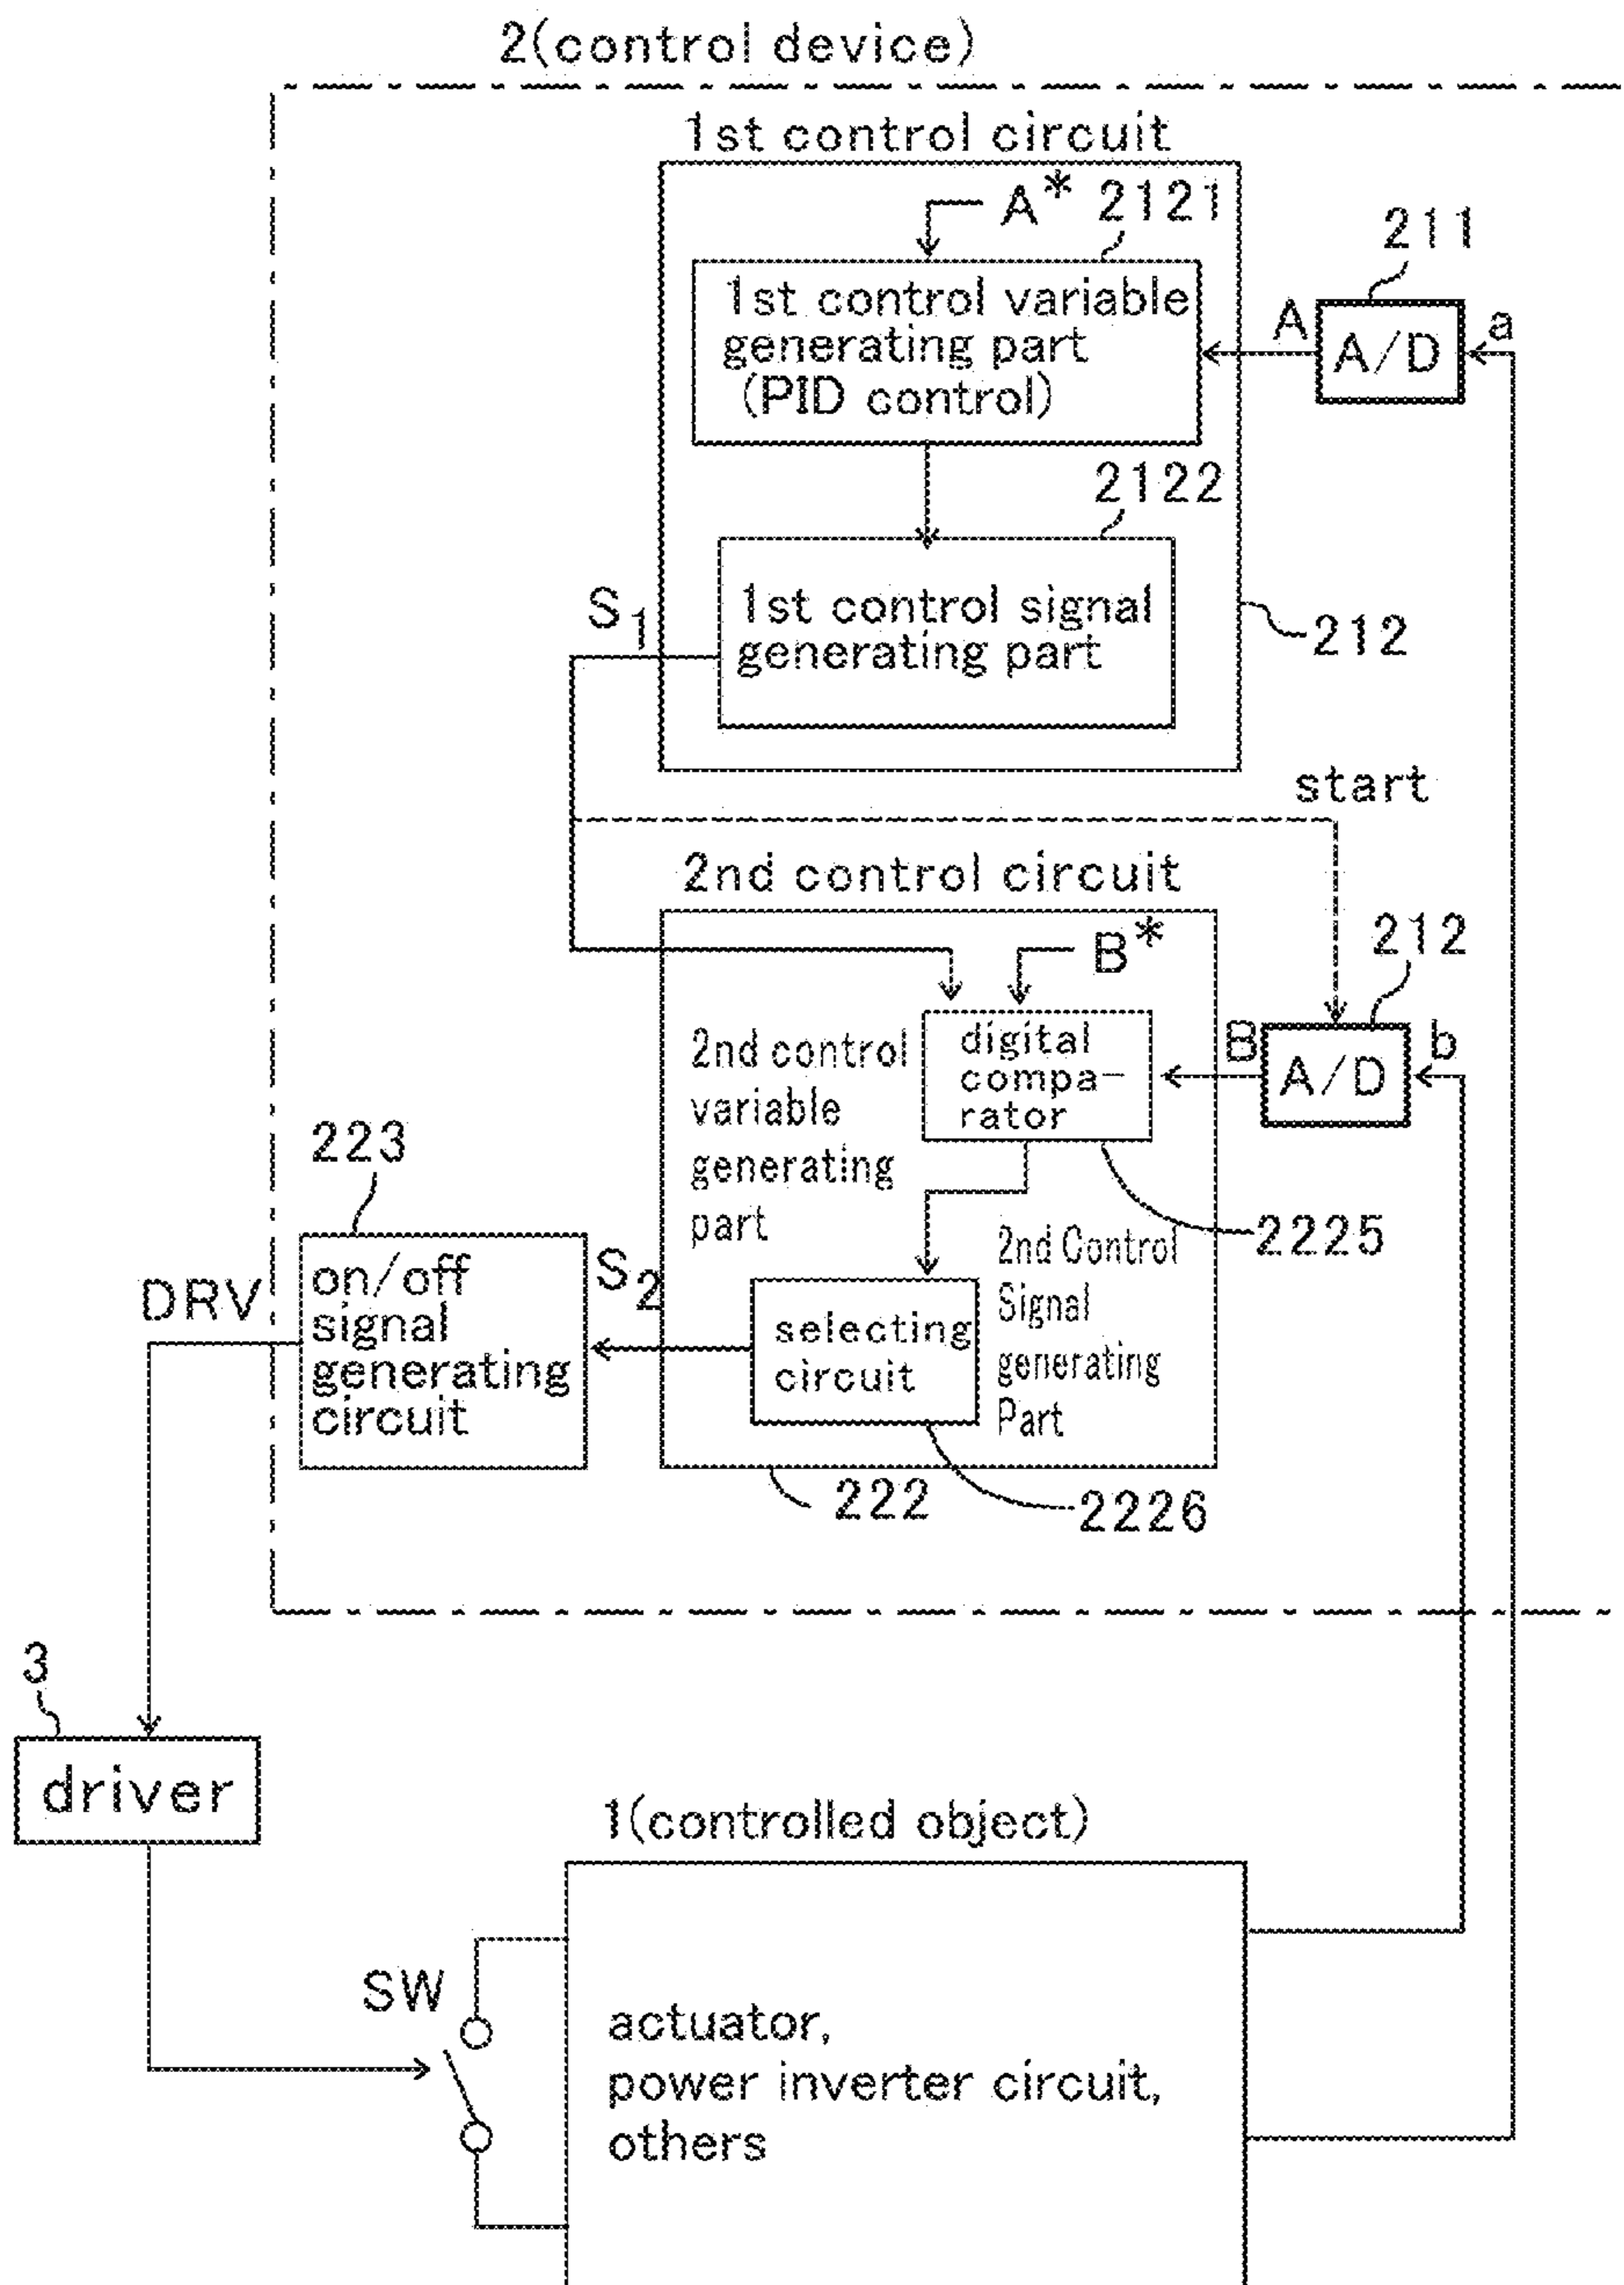 2(control device)
1st control circuit
A* 2121
211
1st control variable
generating part
(PID control)
A
A/D
a
2122
S1
1st control signal
generating part
212
start
2nd control circuit
B*
212
2nd control
variable
generating
part
digital
compa-
rator
B
A/D
b
223
2225
on/off
signal
generating
circuit
DRV
S2
selecting
circuit
2nd Control
Signal
generating
Part
222
2226
3
driver
1(controlled object)
SW
actuator,
power inverter circuit,
others